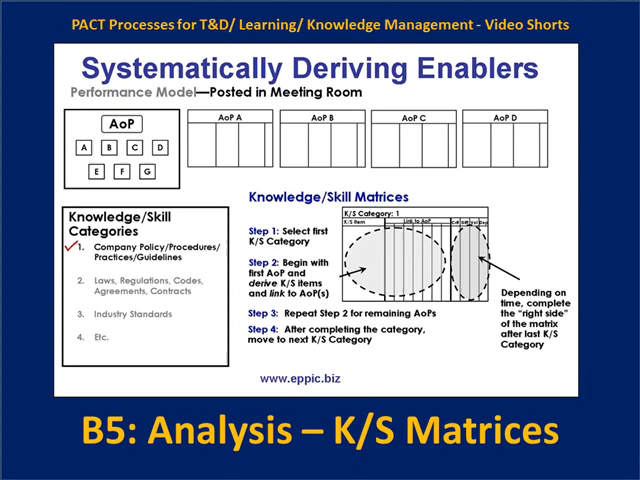 PACT Processes for T&D/ Learning/ Knowledge Management - Video Shorts
Systematically Deriving Enablers
Performance Model—Posted in Meeting Room
AoP
A B C D
E F G
AoP A
AoP B
AoP C
AoP D
Knowledge/Skill
Categories
1. Company Policy/Procedures/
Practices/Guidelines
2. Laws, Regulations, Codes,
Agreements, Contracts
3. Industry Standards
4. Etc.
Knowledge/Skill Matrices
Step 1: Select first
K/S Category
Step 2: Begin with
first AoP and
derive K/S items
and link to AoP(s)
Step 3: Repeat Step 2 for remaining AoPs
Step 4: After completing the category,
move to next K/S Category
K/S Category: 1
K/S Item Link to AoP
Depending on
time, complete
the "right side"
of the matrix
after last K/S
Category
www.eppic.biz
B5: Analysis – K/S Matrices